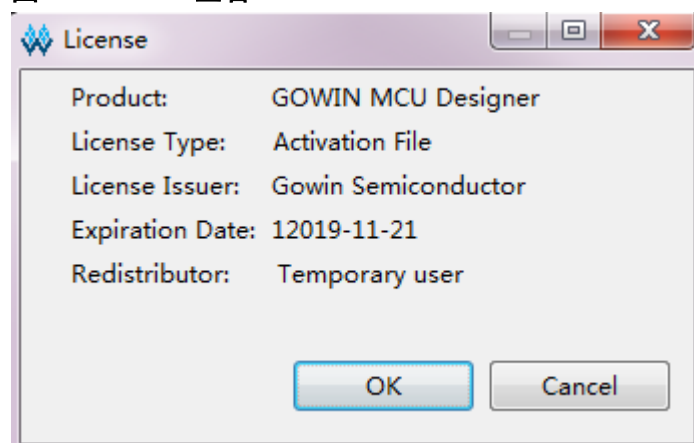 License
Product: GOWIN MCU Designer
License Type: Activation File
License Issuer: Gowin Semiconductor
Expiration Date: 12019-11-21
Redistributor: Temporary user
OK Cancel